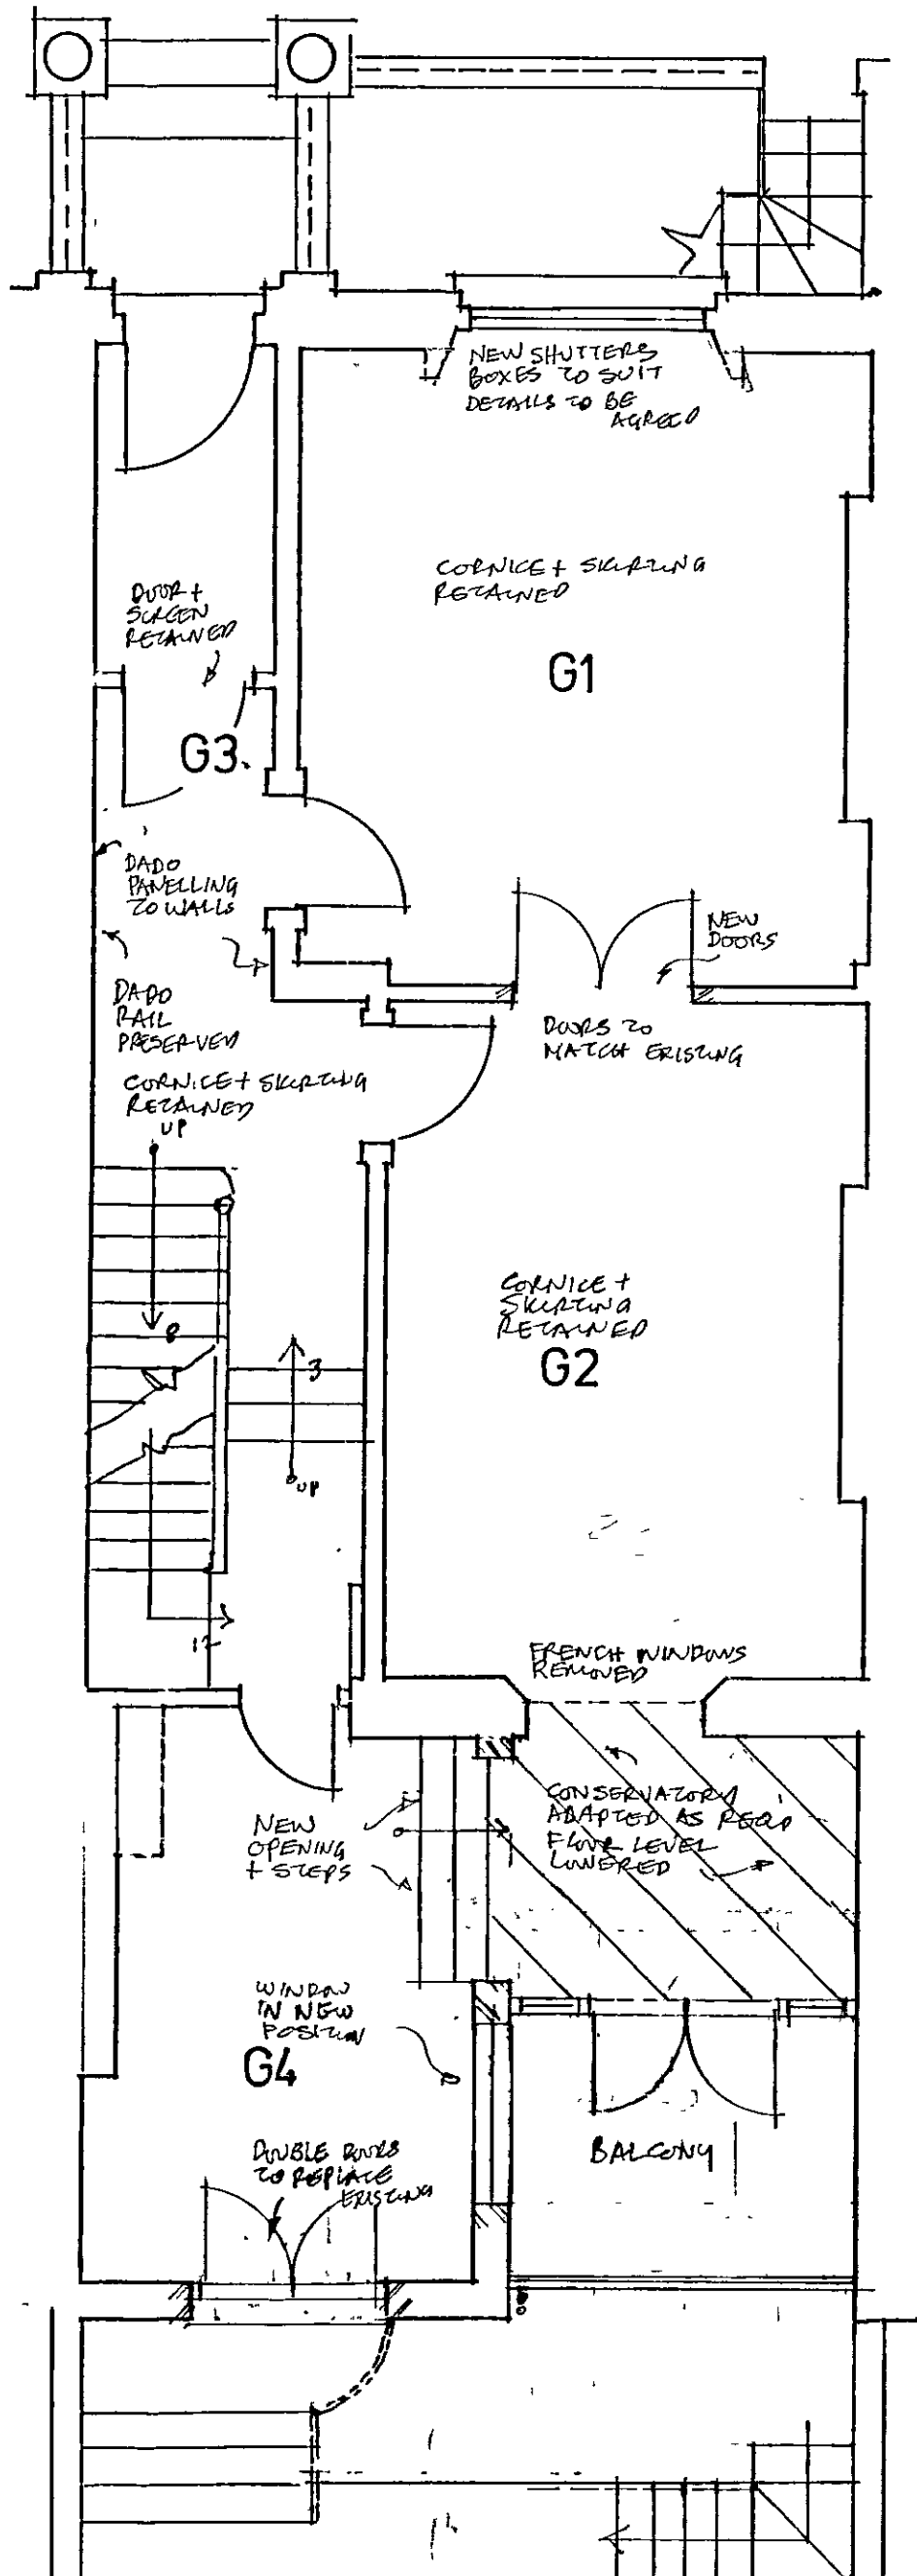 NEW SHUTTERS
BOXES TO SUIT
DETAILS TO BE
AGREED
CORNICE + SKIRTING
RETAINED
G1
DOOR +
SCREEN
RETAINED
G3
DADO
PANELLING
TO WALLS
NEW
DOORS
DADO
RAIL
PRESERVED
DOORS TO
MATCH EXISTING
CORNICE + SKIRTING
RETAINED
UP
8
3
UP
12
CORNICE +
SKIRTING
RETAINED
G2
FRENCH WINDOWS
REMOVED
NEW
OPENING
+ STEPS
CONSERVATORY
ADAPTED AS REQD
FLOOR LEVEL
LOWERED
WINDOW
IN NEW
POSITION
G4
DOUBLE DOORS
TO REPLACE
EXISTING
BALCONY